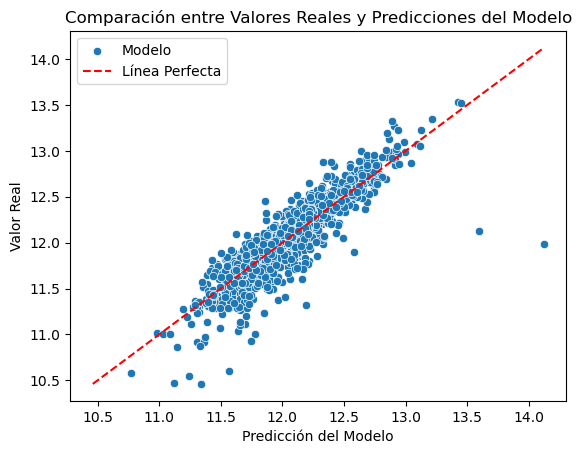 Comparación entre Valores Reales y Predicciones del Modelo
Modelo
Línea Perfecta
Valor Real
14.0
13.5
13.0
12.5
12.0
11.5
11.0
10.5
10.5 11.0 11.5 12.0 12.5 13.0 13.5 14.0
Predicción del Modelo